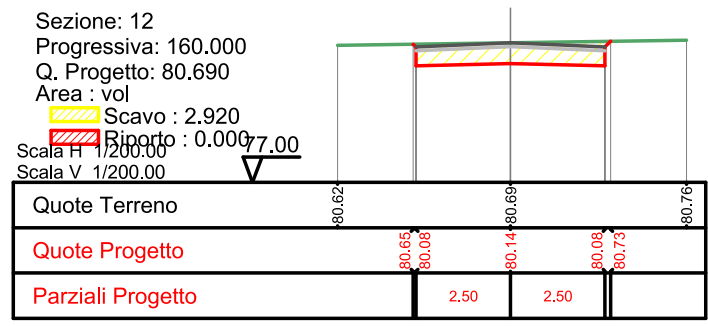 Sezione: 12
Progressiva: 160.000
Q. Progetto: 80.690
Area : vol
Scavo : 2.920
Riporto : 0.000
Scala H 1/200.00
Scala V 1/200.00
77.00
Quote Terreno
80.62
80.69
80.76
Quote Progetto
80.65
80.08
80.14
80.08
80.73
Parziali Progetto
2.50
2.50